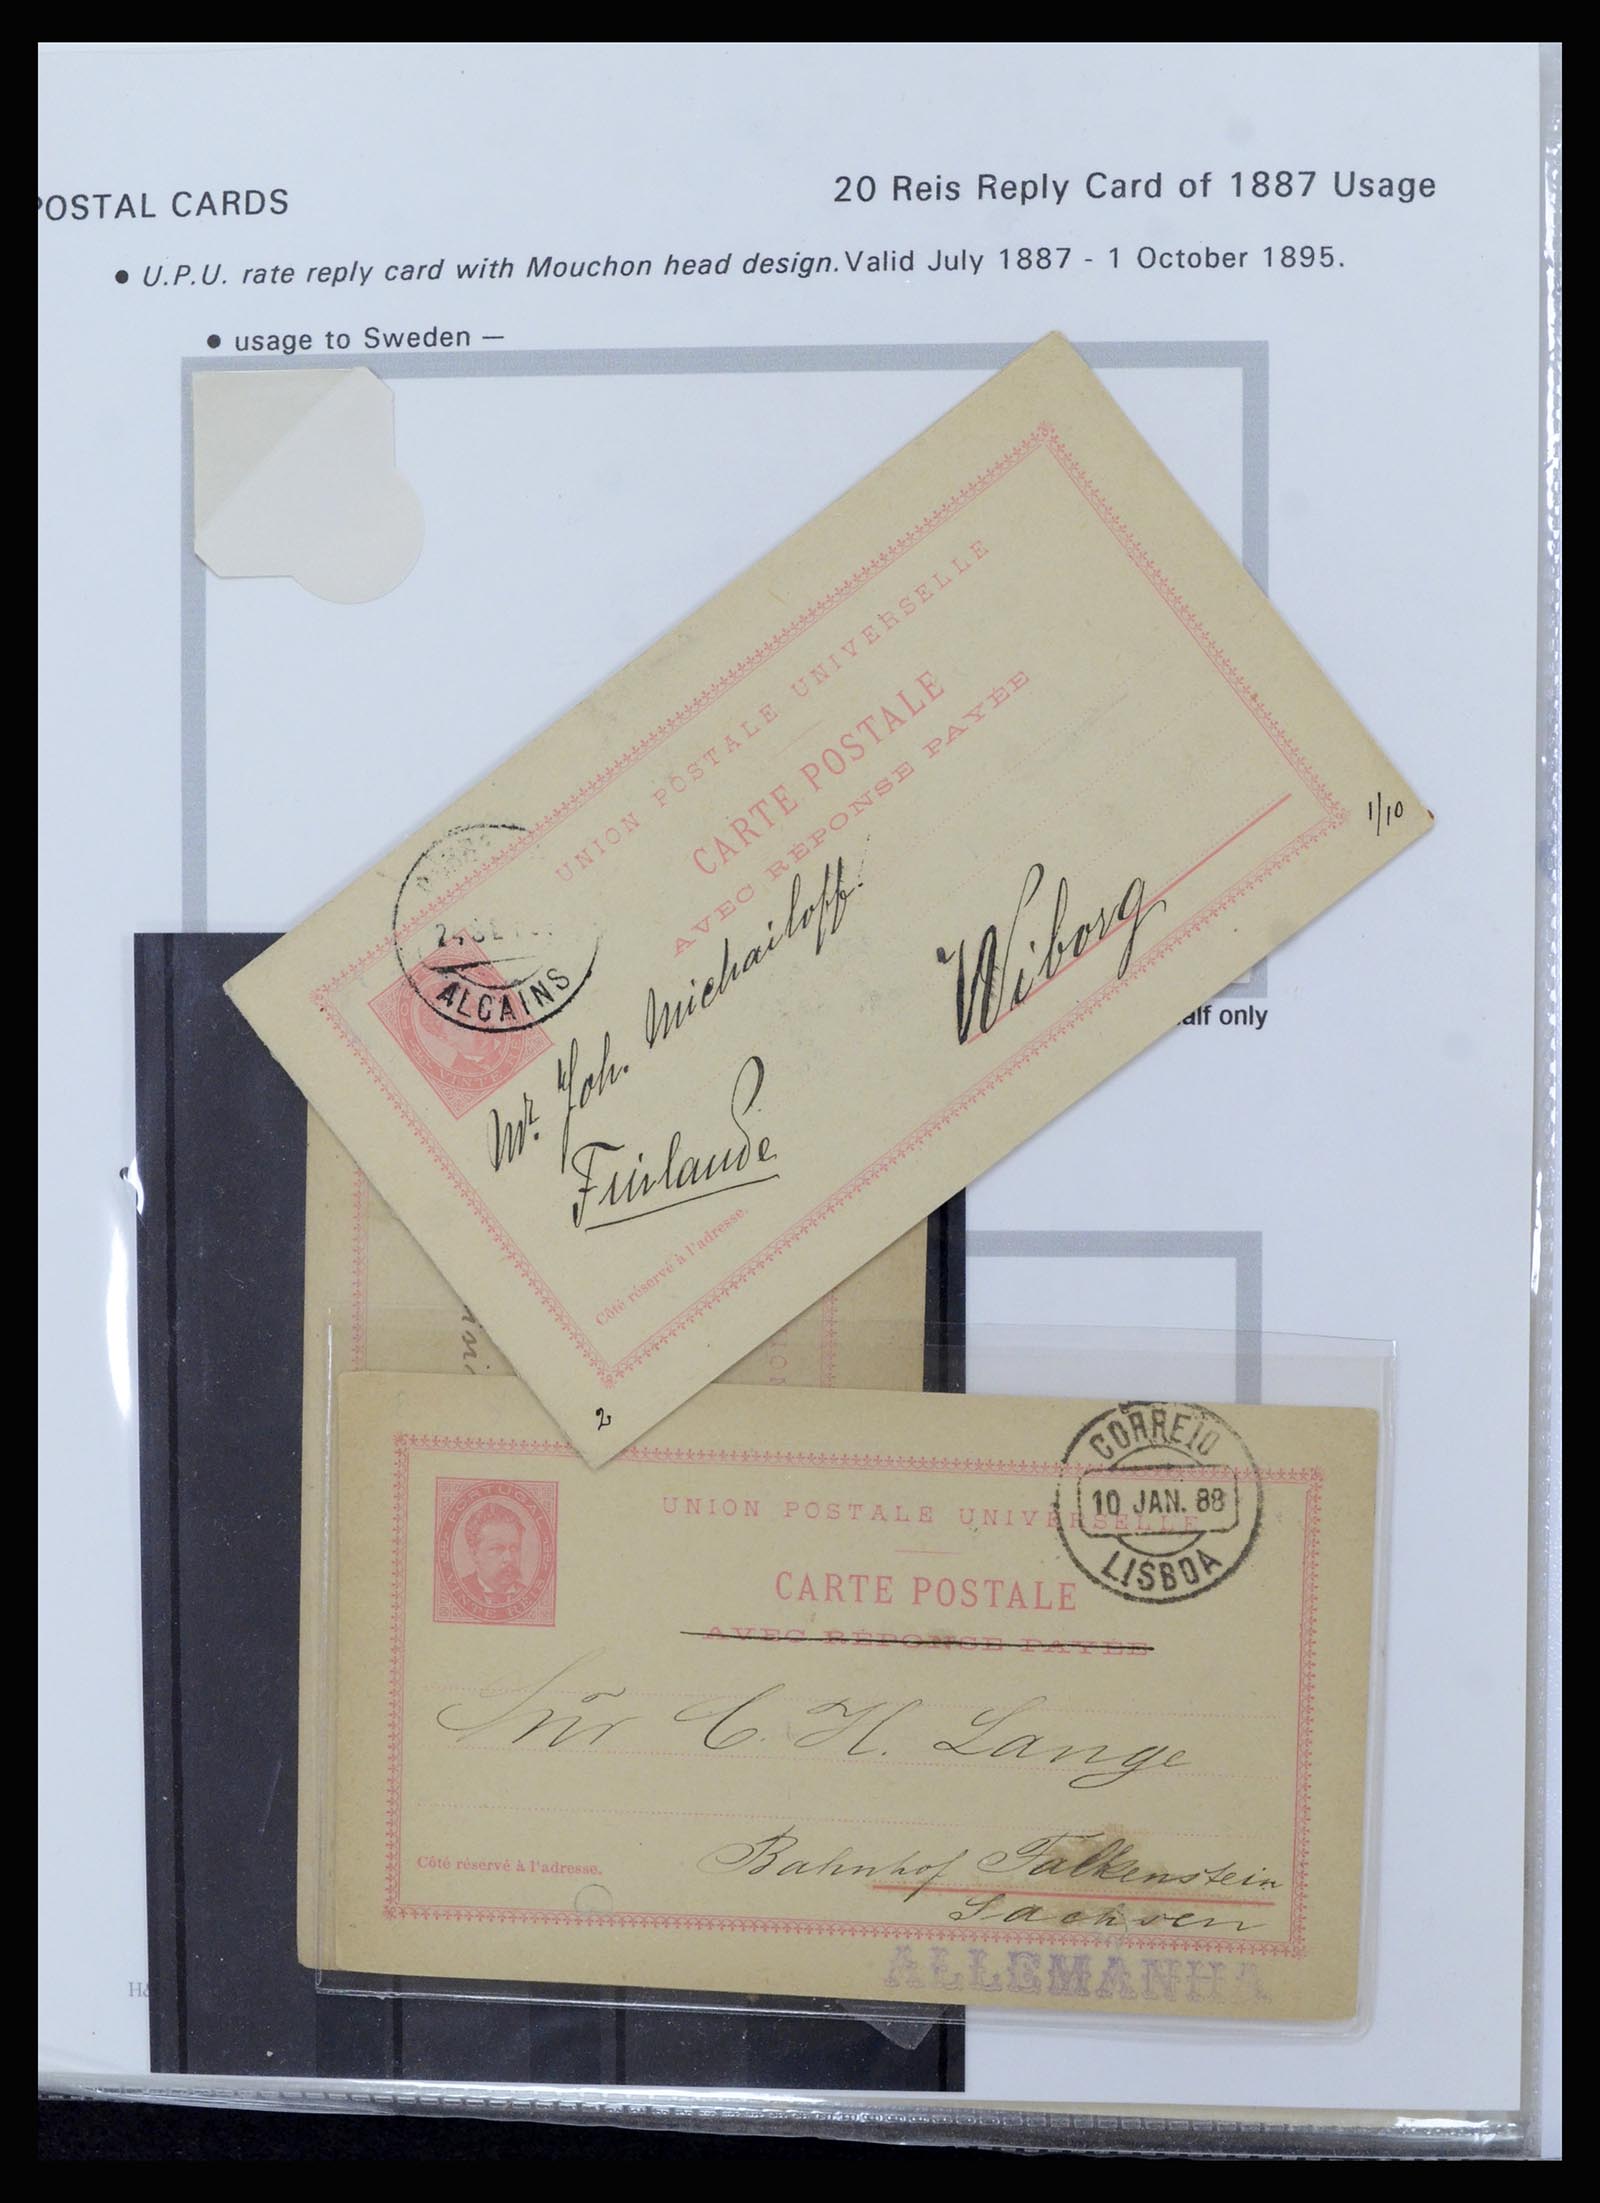 POSTAL CARDS
20 Reis Reply Card of 1887 Usage
• U.P.U. rate reply card with Mouchon head design. Valid July 1887 - 1 October 1895.
• usage to Sweden —
UNION POSTALE UNIVERSELLE
CARTE POSTALE
AVEC RÉPONSE PAYÉE
ALCAINS
VINTE RE
Mr. Joh. Michailoff
Wiborg
Finlande
Côté réservé à l'adresse.
1/10
2
half only
CORREIO
10 JAN. 88
LISBOA
PORTUGAL
VINTE REIS
UNION POSTALE UNIVERSELLE
CARTE POSTALE
AVEC RÉPONSE PAYÉE
Snr C. H. Lange
Bahnhof Falkenstein
Sachsen
Côté réservé à l'adresse.
ALLEMANHA